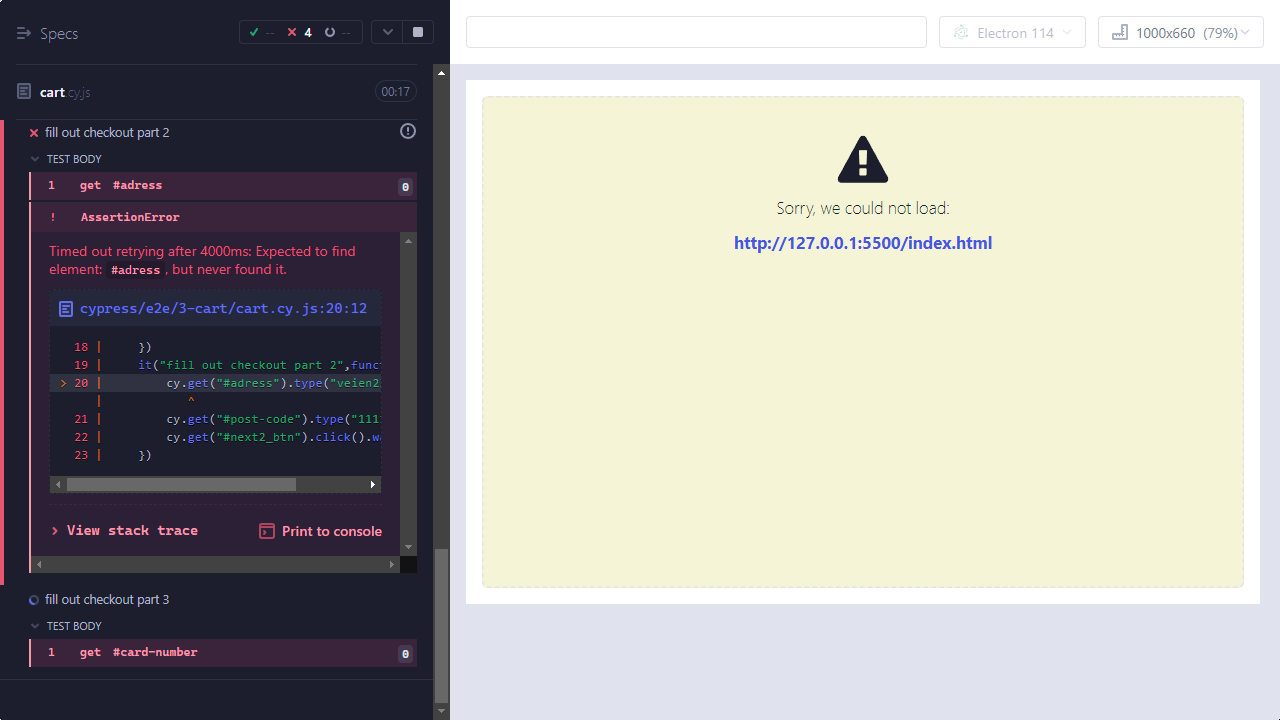 Specs
-- 4 --
cart cy.js 00:17
fill out checkout part 2
TEST BODY
1 get #adress 0
! AssertionError
Timed out retrying after 4000ms: Expected to find
element: #adress , but never found it.
cypress/e2e/3-cart/cart.cy.js:20:12
18 | })
19 | it("fill out checkout part 2",funct
> 20 | cy.get("#adress").type("veien2
| ^
21 | cy.get("#post-code").type("111
22 | cy.get("#next2_btn").click().wa
23 | })
> View stack trace
Print to console
fill out checkout part 3
TEST BODY
1 get #card-number 0
Electron 114
1000x660 (79%)
Sorry, we could not load:
http://127.0.0.1:5500/index.html